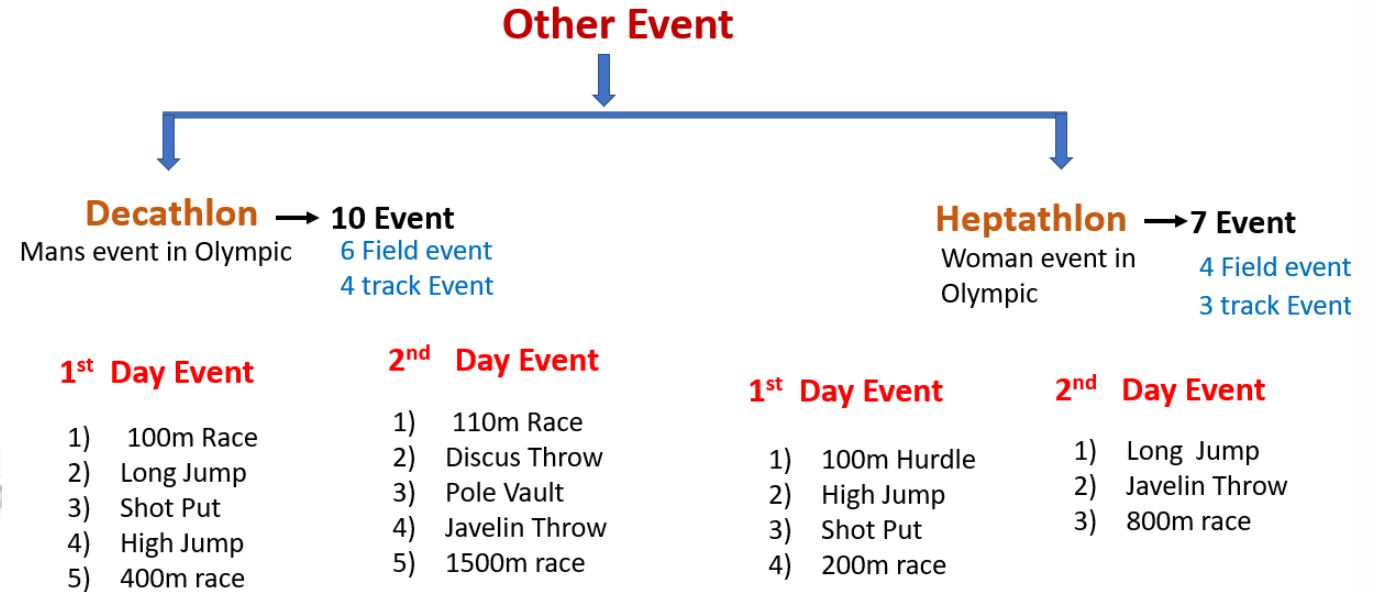 Other Event
Decathlon → 10 Event
Mans event in Olympic
6 Field event
4 track Event
1st Day Event
1) 100m Race
2) Long Jump
3) Shot Put
4) High Jump
5) 400m race
2nd Day Event
1) 110m Race
2) Discus Throw
3) Pole Vault
4) Javelin Throw
5) 1500m race
Heptathlon → 7 Event
Woman event in
Olympic
4 Field event
3 track Event
1st Day Event
1) 100m Hurdle
2) High Jump
3) Shot Put
4) 200m race
2nd Day Event
1) Long Jump
2) Javelin Throw
3) 800m race